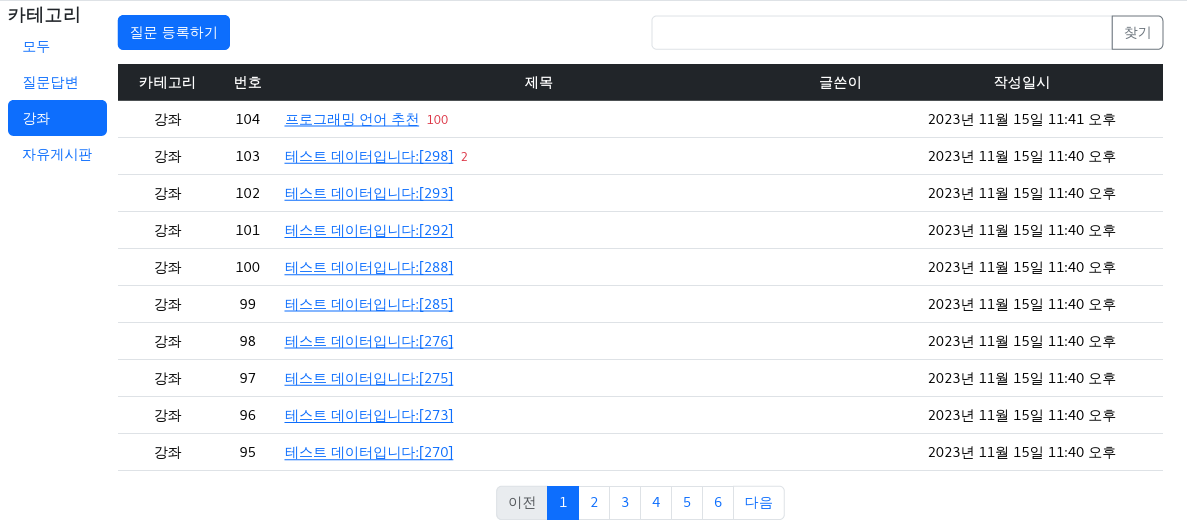 카테고리
모두
질문답변
강좌
자유게시판
질문 등록하기
찾기
카테고리 번호 제목 글쓴이 작성일시
강좌 104 프로그래밍 언어 추천 100 2023년 11월 15일 11:41 오후
강좌 103 테스트 데이터입니다:[298] 2 2023년 11월 15일 11:40 오후
강좌 102 테스트 데이터입니다:[293] 2023년 11월 15일 11:40 오후
강좌 101 테스트 데이터입니다:[292] 2023년 11월 15일 11:40 오후
강좌 100 테스트 데이터입니다:[288] 2023년 11월 15일 11:40 오후
강좌 99 테스트 데이터입니다:[285] 2023년 11월 15일 11:40 오후
강좌 98 테스트 데이터입니다:[276] 2023년 11월 15일 11:40 오후
강좌 97 테스트 데이터입니다:[275] 2023년 11월 15일 11:40 오후
강좌 96 테스트 데이터입니다:[273] 2023년 11월 15일 11:40 오후
강좌 95 테스트 데이터입니다:[270] 2023년 11월 15일 11:40 오후
이전 1 2 3 4 5 6 다음